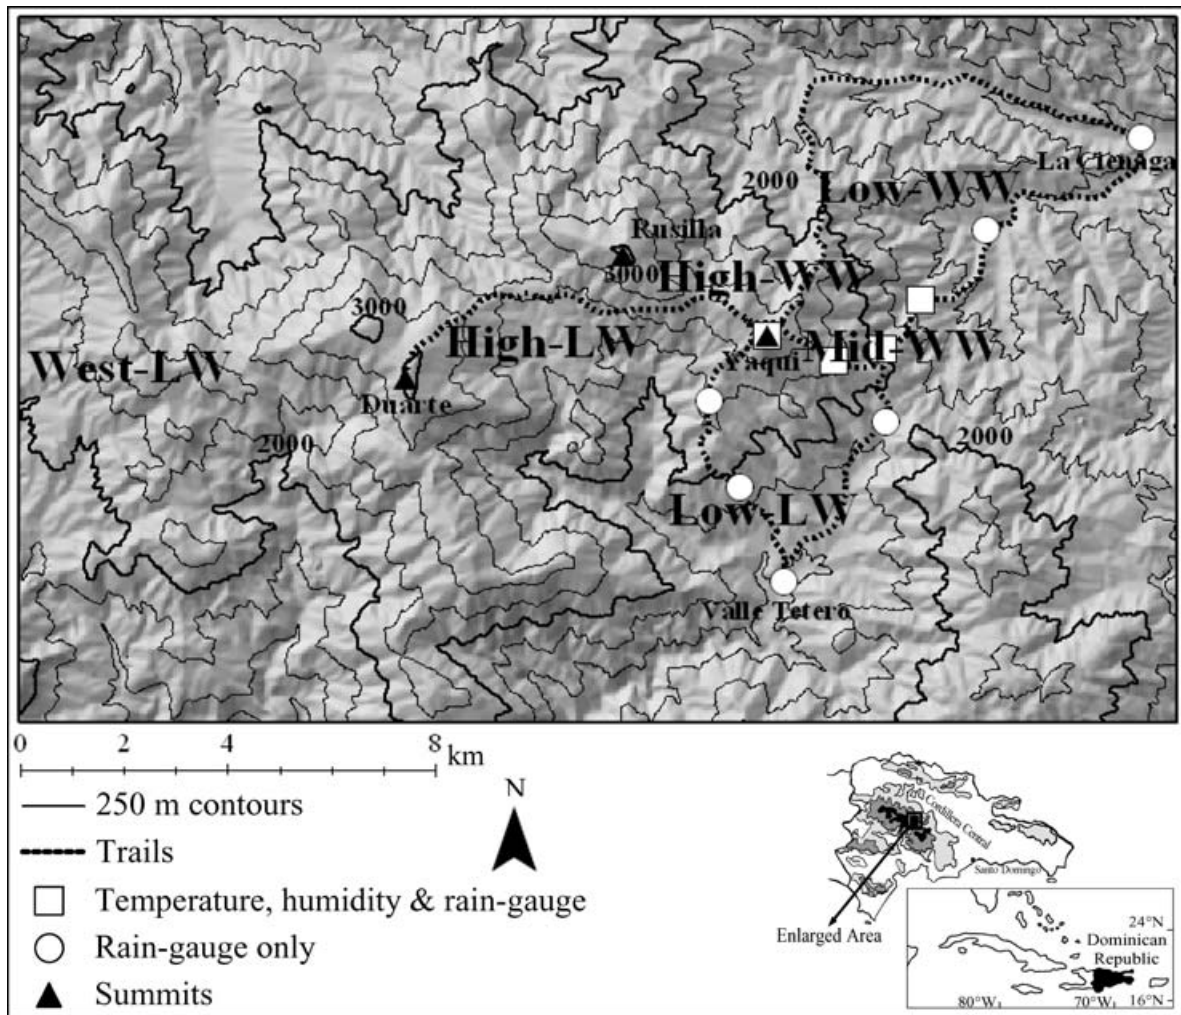 La Cienaga
2000
Low-WW
Rusilla
3000
High-WW
3000
High-LW
Mid-WW
West-LW
Yaqui
Duarte
2000
2000
Low-LW
Valle Tetero
0 2 4 8 km
N
250 m contours
Trails
Temperature, humidity & rain-gauge
Rain-gauge only
Summits
Cordillera Central
Santo Domingo
Enlarged Area
24°N
Dominican
Republic
80°W 70°W 16°N